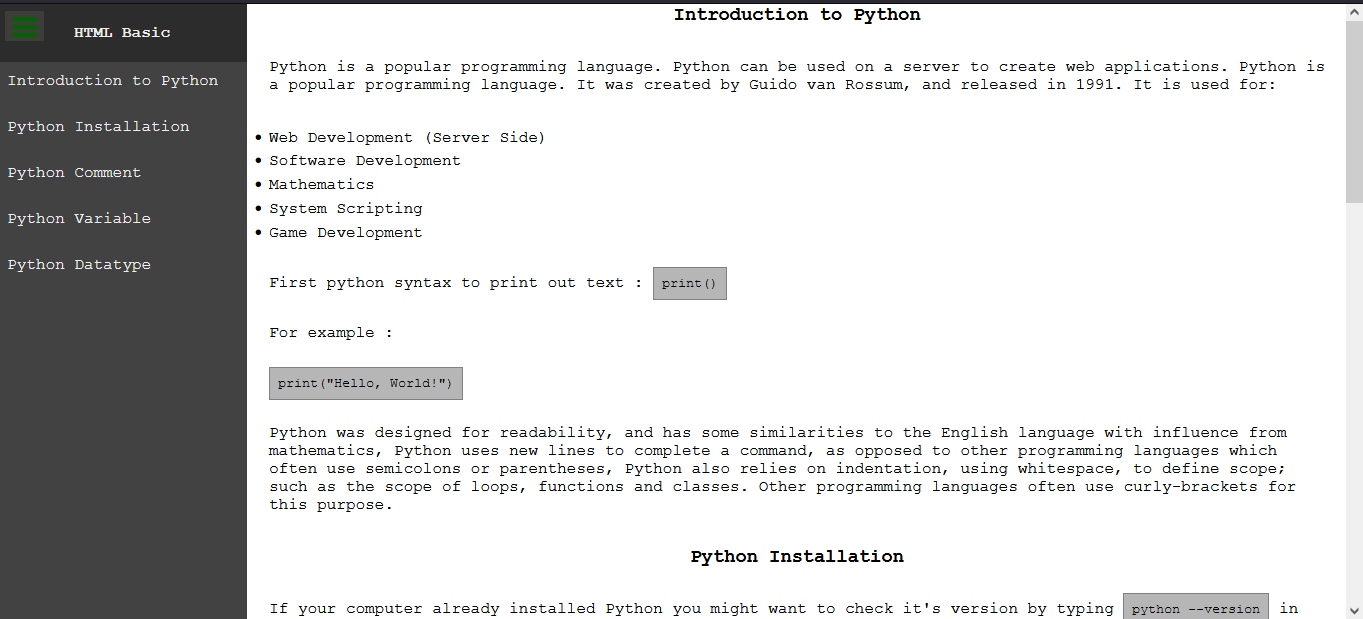 HTML Basic
Introduction to Python
Python Installation
Python Comment
Python Variable
Python Datatype
Introduction to Python
Python is a popular programming language. Python can be used on a server to create web applications. Python is
a popular programming language. It was created by Guido van Rossum, and released in 1991. It is used for:
• Web Development (Server Side)
• Software Development
• Mathematics
• System Scripting
• Game Development
First python syntax to print out text : print()
For example :
print("Hello, World!")
Python was designed for readability, and has some similarities to the English language with influence from
mathematics, Python uses new lines to complete a command, as opposed to other programming languages which
often use semicolons or parentheses, Python also relies on indentation, using whitespace, to define scope;
such as the scope of loops, functions and classes. Other programming languages often use curly-brackets for
this purpose.
Python Installation
If your computer already installed Python you might want to check it's version by typing python --version in